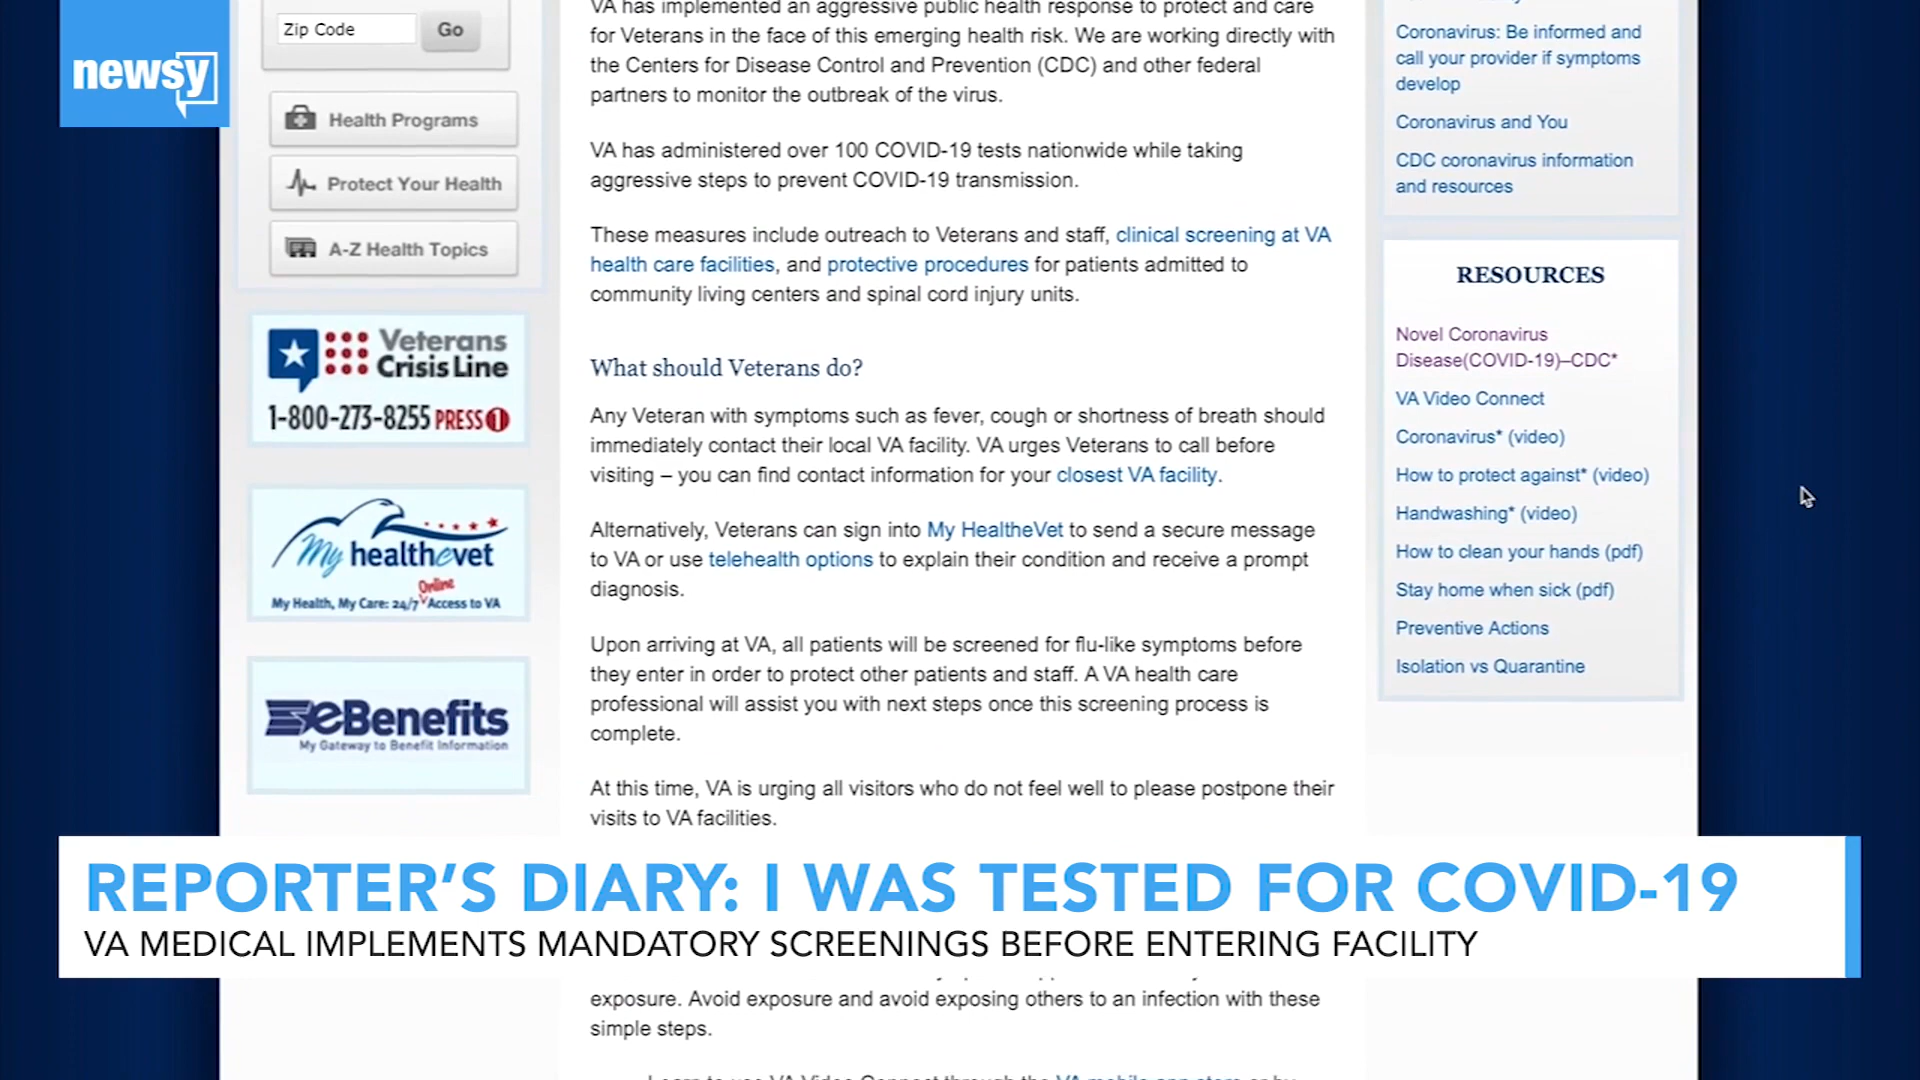 newsy
Zip Code
Go
Health Programs
Protect Your Health
A-Z Health Topics
Veterans
Crisis Line
1-800-273-8255 PRESS 1
My healthevet
Online
My Health, My Care: 24/7 Access to VA
eBenefits
My Gateway to Benefit Information
VA has implemented an aggressive public health response to protect and care
for Veterans in the face of this emerging health risk. We are working directly with
the Centers for Disease Control and Prevention (CDC) and other federal
partners to monitor the outbreak of the virus.
VA has administered over 100 COVID-19 tests nationwide while taking
aggressive steps to prevent COVID-19 transmission.
These measures include outreach to Veterans and staff, clinical screening at VA
health care facilities, and protective procedures for patients admitted to
community living centers and spinal cord injury units.
What should Veterans do?
Any Veteran with symptoms such as fever, cough or shortness of breath should
immediately contact their local VA facility. VA urges Veterans to call before
visiting – you can find contact information for your closest VA facility.
Alternatively, Veterans can sign into My HealtheVet to send a secure message
to VA or use telehealth options to explain their condition and receive a prompt
diagnosis.
Upon arriving at VA, all patients will be screened for flu-like symptoms before
they enter in order to protect other patients and staff. A VA health care
professional will assist you with next steps once this screening process is
complete.
At this time, VA is urging all visitors who do not feel well to please postpone their
visits to VA facilities.
Coronavirus: Be informed and
call your provider if symptoms
develop
Coronavirus and You
CDC coronavirus information
and resources
RESOURCES
Novel Coronavirus
Disease(COVID-19)–CDC*
VA Video Connect
Coronavirus* (video)
How to protect against* (video)
Handwashing* (video)
How to clean your hands (pdf)
Stay home when sick (pdf)
Preventive Actions
Isolation vs Quarantine
REPORTER'S DIARY: I WAS TESTED FOR COVID-19
VA MEDICAL IMPLEMENTS MANDATORY SCREENINGS BEFORE ENTERING FACILITY
exposure. Avoid exposure and avoid exposing others to an infection with these
simple steps.